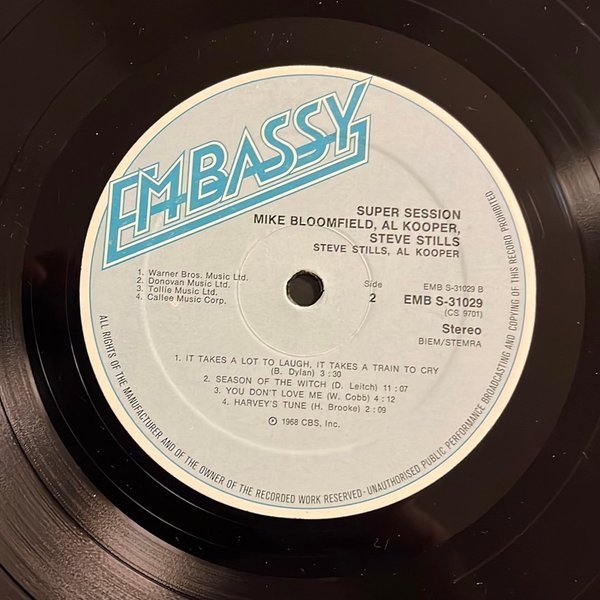 EMBASSY
SUPER SESSION
MIKE BLOOMFIELD, AL KOOPER,
STEVE STILLS
STEVE STILLS, AL KOOPER
1. Warner Bros. Music Ltd.
2. Donovan Music Ltd.
3. Tollie Music Ltd.
4. Callee Music Corp.
Side
2
EMB S-31029 B
EMB S-31029
(CS 9701)
Stereo
BIEM/STEMRA
1. IT TAKES A LOT TO LAUGH, IT TAKES A TRAIN TO CRY
(B. Dylan) 3:30
2. SEASON OF THE WITCH (D. Leitch) 11:07
3. YOU DON'T LOVE ME (W. Cobb) 4:12
4. HARVEY'S TUNE (H. Brooke) 2:09
℗ 1968 CBS, Inc.
ALL RIGHTS OF THE MANUFACTURER AND OF THE OWNER OF THE RECORDED WORK RESERVED - UNAUTHORISED PUBLIC PERFORMANCE BROADCASTING AND COPYING OF THIS RECORD PROHIBITED